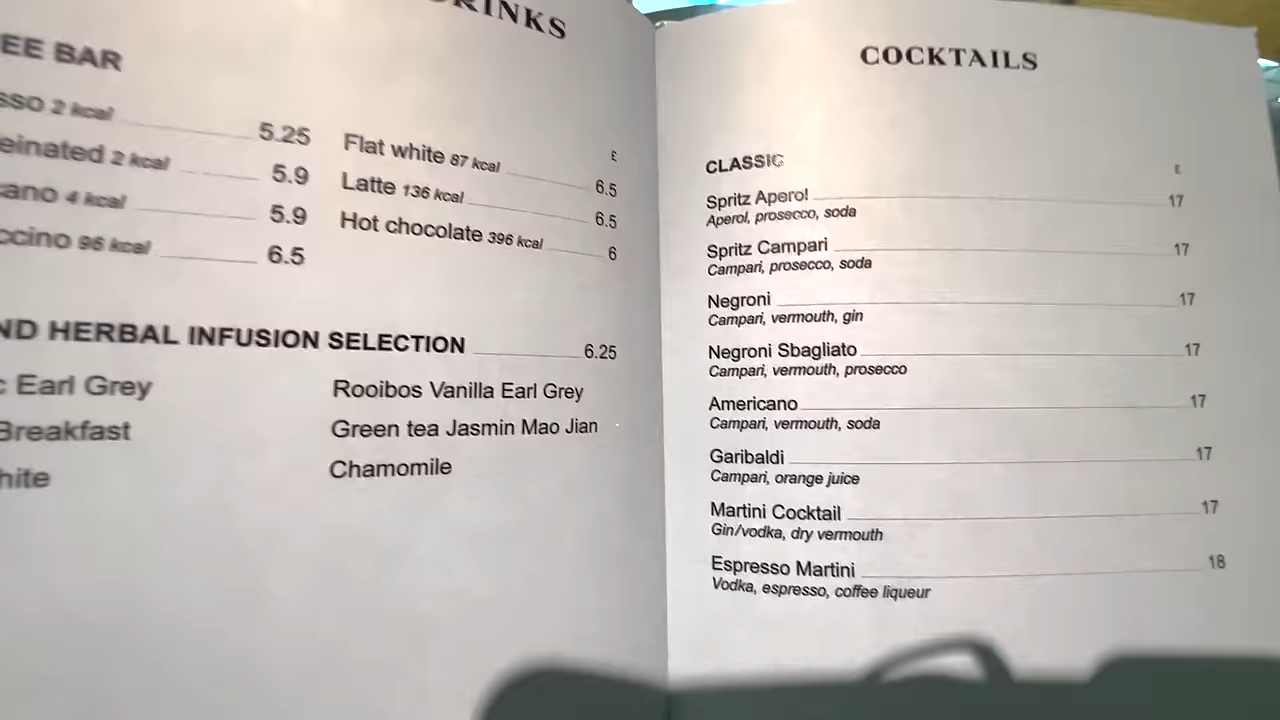 DRINKS
EE BAR
SSO 2 kcal 5.25
einated 2 kcal 5.9
cano 4 kcal 5.9
ccino 96 kcal 6.5
£
Flat white 87 kcal 6.5
Latte 136 kcal 6.5
Hot chocolate 396 kcal 6
ND HERBAL INFUSION SELECTION 6.25
c Earl Grey
Breakfast
hite
Rooibos Vanilla Earl Grey
Green tea Jasmin Mao Jian
Chamomile
COCKTAILS
CLASSIC £
Spritz Aperol 17
Aperol, prosecco, soda
Spritz Campari 17
Campari, prosecco, soda
Negroni 17
Campari, vermouth, gin
Negroni Sbagliato 17
Campari, vermouth, prosecco
Americano 17
Campari, vermouth, soda
Garibaldi 17
Campari, orange juice
Martini Cocktail 17
Gin/vodka, dry vermouth
Espresso Martini 18
Vodka, espresso, coffee liqueur